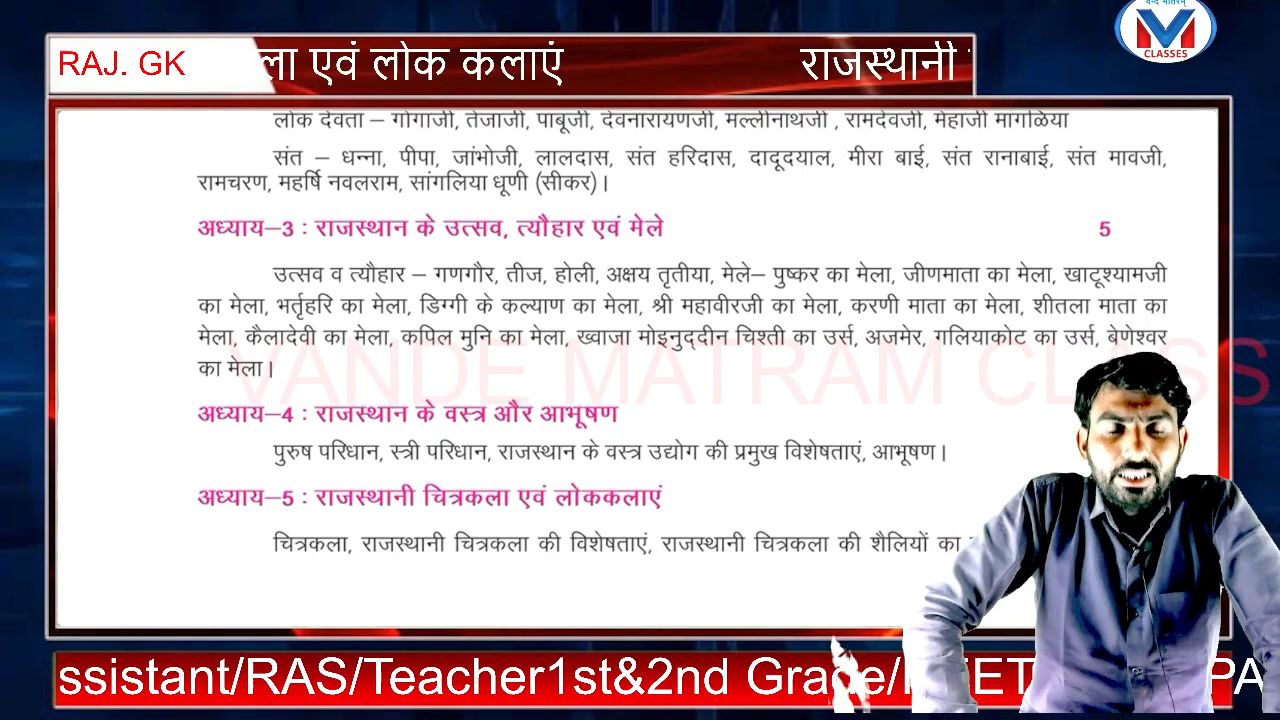 वन्दे मातरम्
CLASSES
RAJ. GK
ला एवं लोक कलाएं राजस्थानी
लोक देवता – गोगाजी, तेजाजी, पाबूजी, देवनारायणजी, मल्लीनाथजी , रामदेवजी, मेहाजी मांगळिया
संत – धन्ना, पीपा, जांभोजी, लालदास, संत हरिदास, दादूदयाल, मीरा बाई, संत रानाबाई, संत मावजी,
रामचरण, महर्षि नवलराम, सांगलिया धूणी (सीकर)।
अध्याय–3 : राजस्थान के उत्सव, त्यौहार एवं मेले 5
उत्सव व त्यौहार – गणगौर, तीज, होली, अक्षय तृतीया, मेले– पुष्कर का मेला, जीणमाता का मेला, खाटूश्यामजी
का मेला, भर्तृहरि का मेला, डिग्गी के कल्याण का मेला, श्री महावीरजी का मेला, करणी माता का मेला, शीतला माता का
मेला, कैलादेवी का मेला, कपिल मुनि का मेला, ख्वाजा मोइनुद्दीन चिश्ती का उर्स, अजमेर, गलियाकोट का उर्स, बेणेश्वर
का मेला।
VANDE MATRAM CLASS
अध्याय–4 : राजस्थान के वस्त्र और आभूषण
पुरुष परिधान, स्त्री परिधान, राजस्थान के वस्त्र उद्योग की प्रमुख विशेषताएं, आभूषण।
अध्याय–5 : राजस्थानी चित्रकला एवं लोककलाएं
चित्रकला, राजस्थानी चित्रकला की विशेषताएं, राजस्थानी चित्रकला की शैलियों का
ssistant/RAS/Teacher1st&2nd Grade/